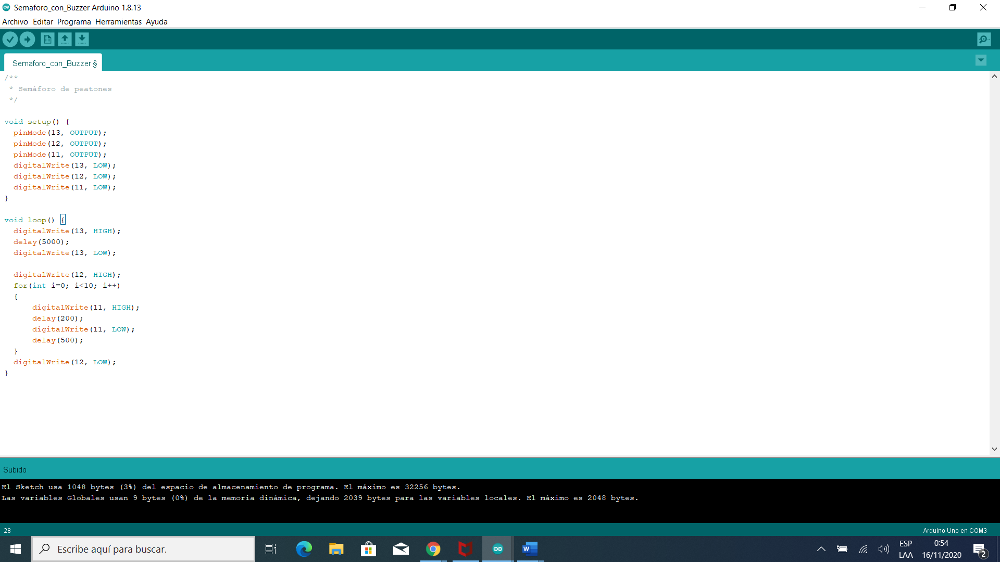 Semaforo_con_Buzzer Arduino 1.8.13
Archivo Editar Programa Herramientas Ayuda
Semaforo_con_Buzzer §
/**
 * Semáforo de peatones
 */
void setup() {
  pinMode(13, OUTPUT);
  pinMode(12, OUTPUT);
  pinMode(11, OUTPUT);
  digitalWrite(13, LOW);
  digitalWrite(12, LOW);
  digitalWrite(11, LOW);
}
void loop() {
  digitalWrite(13, HIGH);
  delay(5000);
  digitalWrite(13, LOW);
  digitalWrite(12, HIGH);
  for(int i=0; i<10; i++)
  {
      digitalWrite(11, HIGH);
      delay(200);
      digitalWrite(11, LOW);
      delay(500);
  }
  digitalWrite(12, LOW);
}
Subido
El Sketch usa 1048 bytes (3%) del espacio de almacenamiento de programa. El máximo es 32256 bytes.
Las variables Globales usan 9 bytes (0%) de la memoria dinámica, dejando 2039 bytes para las variables locales. El máximo es 2048 bytes.
28
Arduino Uno en COM3
Escribe aquí para buscar.
W
ESP
LAA
0:54
16/11/2020
2